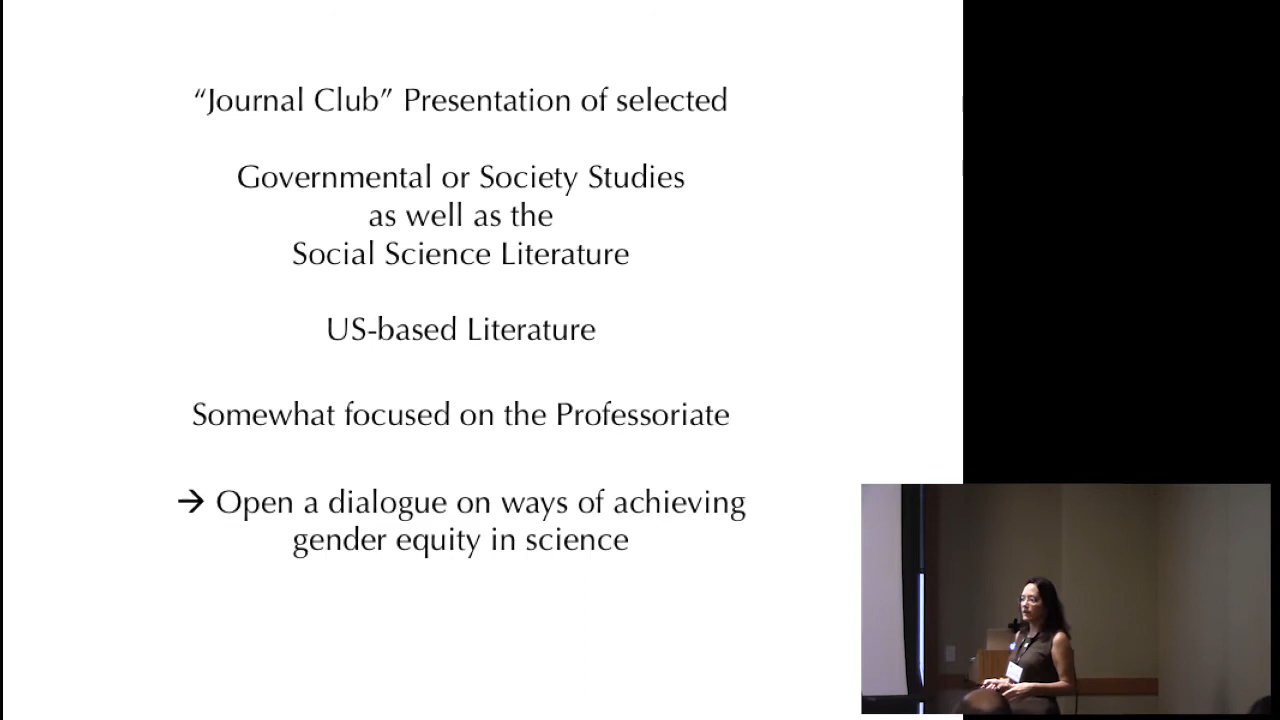 “Journal Club” Presentation of selected
Governmental or Society Studies
as well as the
Social Science Literature
US-based Literature
Somewhat focused on the Professoriate
→ Open a dialogue on ways of achieving
gender equity in science